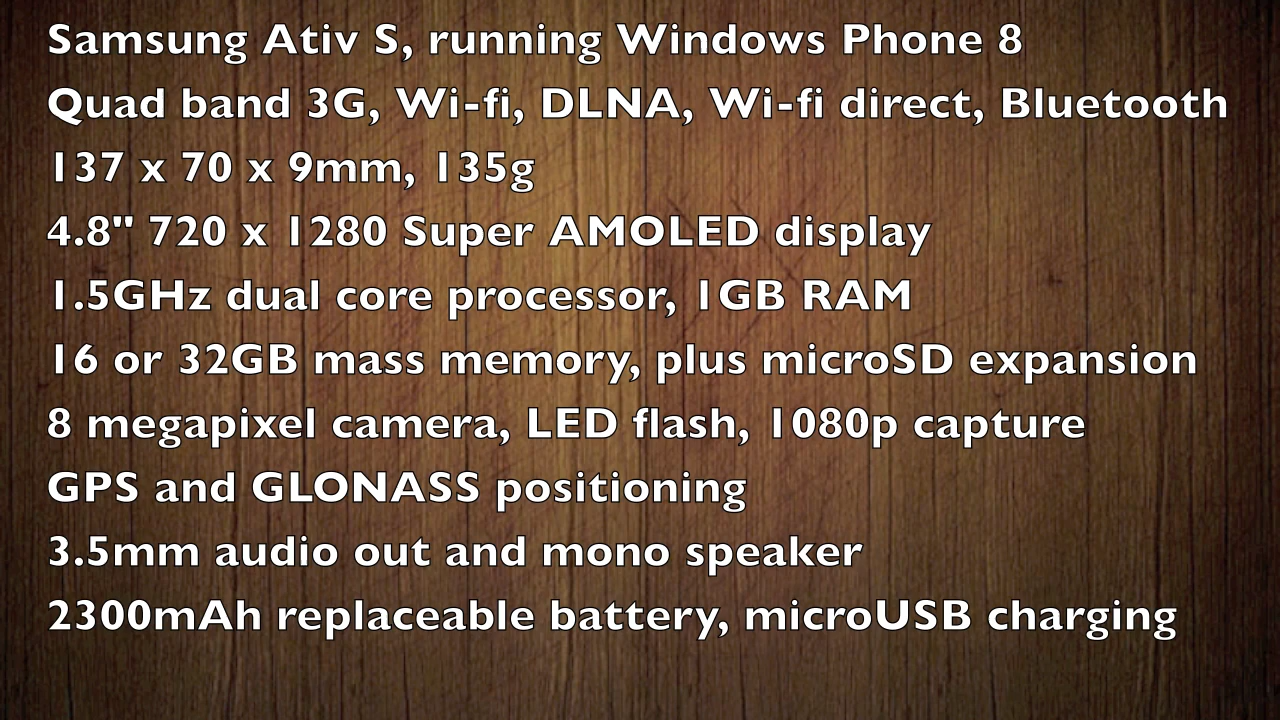 Samsung Ativ S, running Windows Phone 8
Quad band 3G, Wi-fi, DLNA, Wi-fi direct, Bluetooth
137 x 70 x 9mm, 135g
4.8" 720 x 1280 Super AMOLED display
1.5GHz dual core processor, 1GB RAM
16 or 32GB mass memory, plus microSD expansion
8 megapixel camera, LED flash, 1080p capture
GPS and GLONASS positioning
3.5mm audio out and mono speaker
2300mAh replaceable battery, microUSB charging